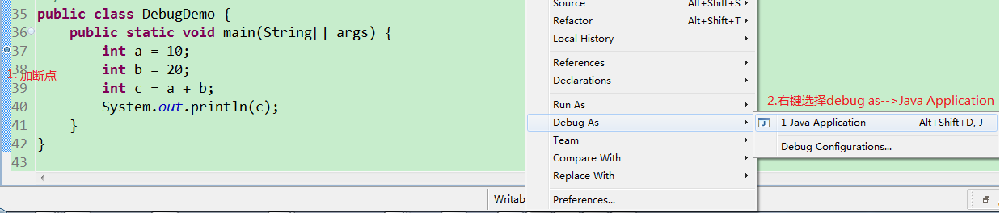 35 public class DebugDemo {
36 public static void main(String[] args) {
37 int a = 10;
38 int b = 20;
1. 加断点
39 int c = a + b;
40 System.out.println(c);
41 }
42 }
43
Source Alt+Shift+S
Refactor Alt+Shift+T
Local History
References
Declarations
Run As
Debug As
Team
Compare With
Replace With
Preferences...
2.右键选择debug as-->Java Application
1 Java Application Alt+Shift+D, J
Debug Configurations...
Writab